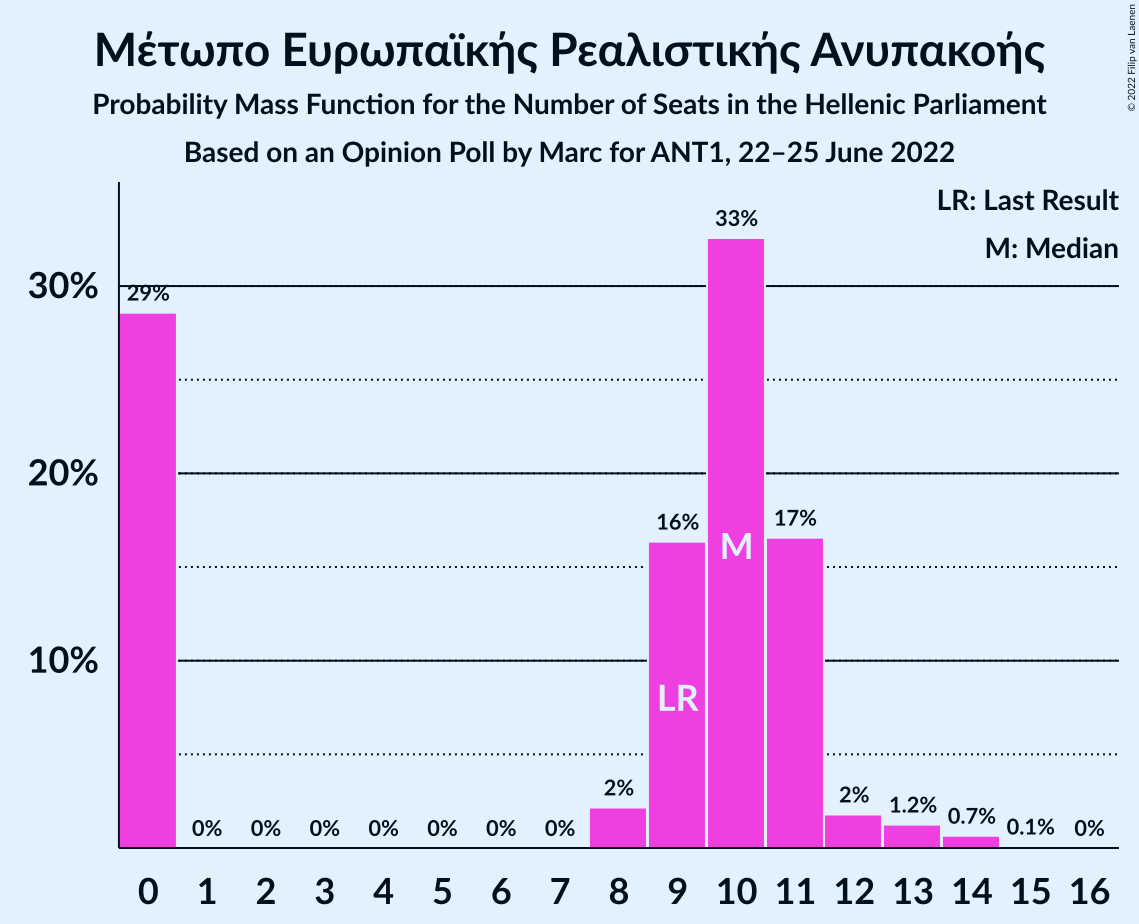 Μέτωπο Ευρωπαϊκής Ρεαλιστικής Ανυπακοής
Probability Mass Function for the Number of Seats in the Hellenic Parliament
Based on an Opinion Poll by Marc for ANT1, 22–25 June 2022
© 2022 Filip van Laenen
LR: Last Result
M: Median
30%
20%
10%
29%
0%
0%
0%
0%
0%
0%
0%
2%
16%
33%
17%
2%
1.2%
0.7%
0.1%
0%
LR
M
0 1 2 3 4 5 6 7 8 9 10 11 12 13 14 15 16